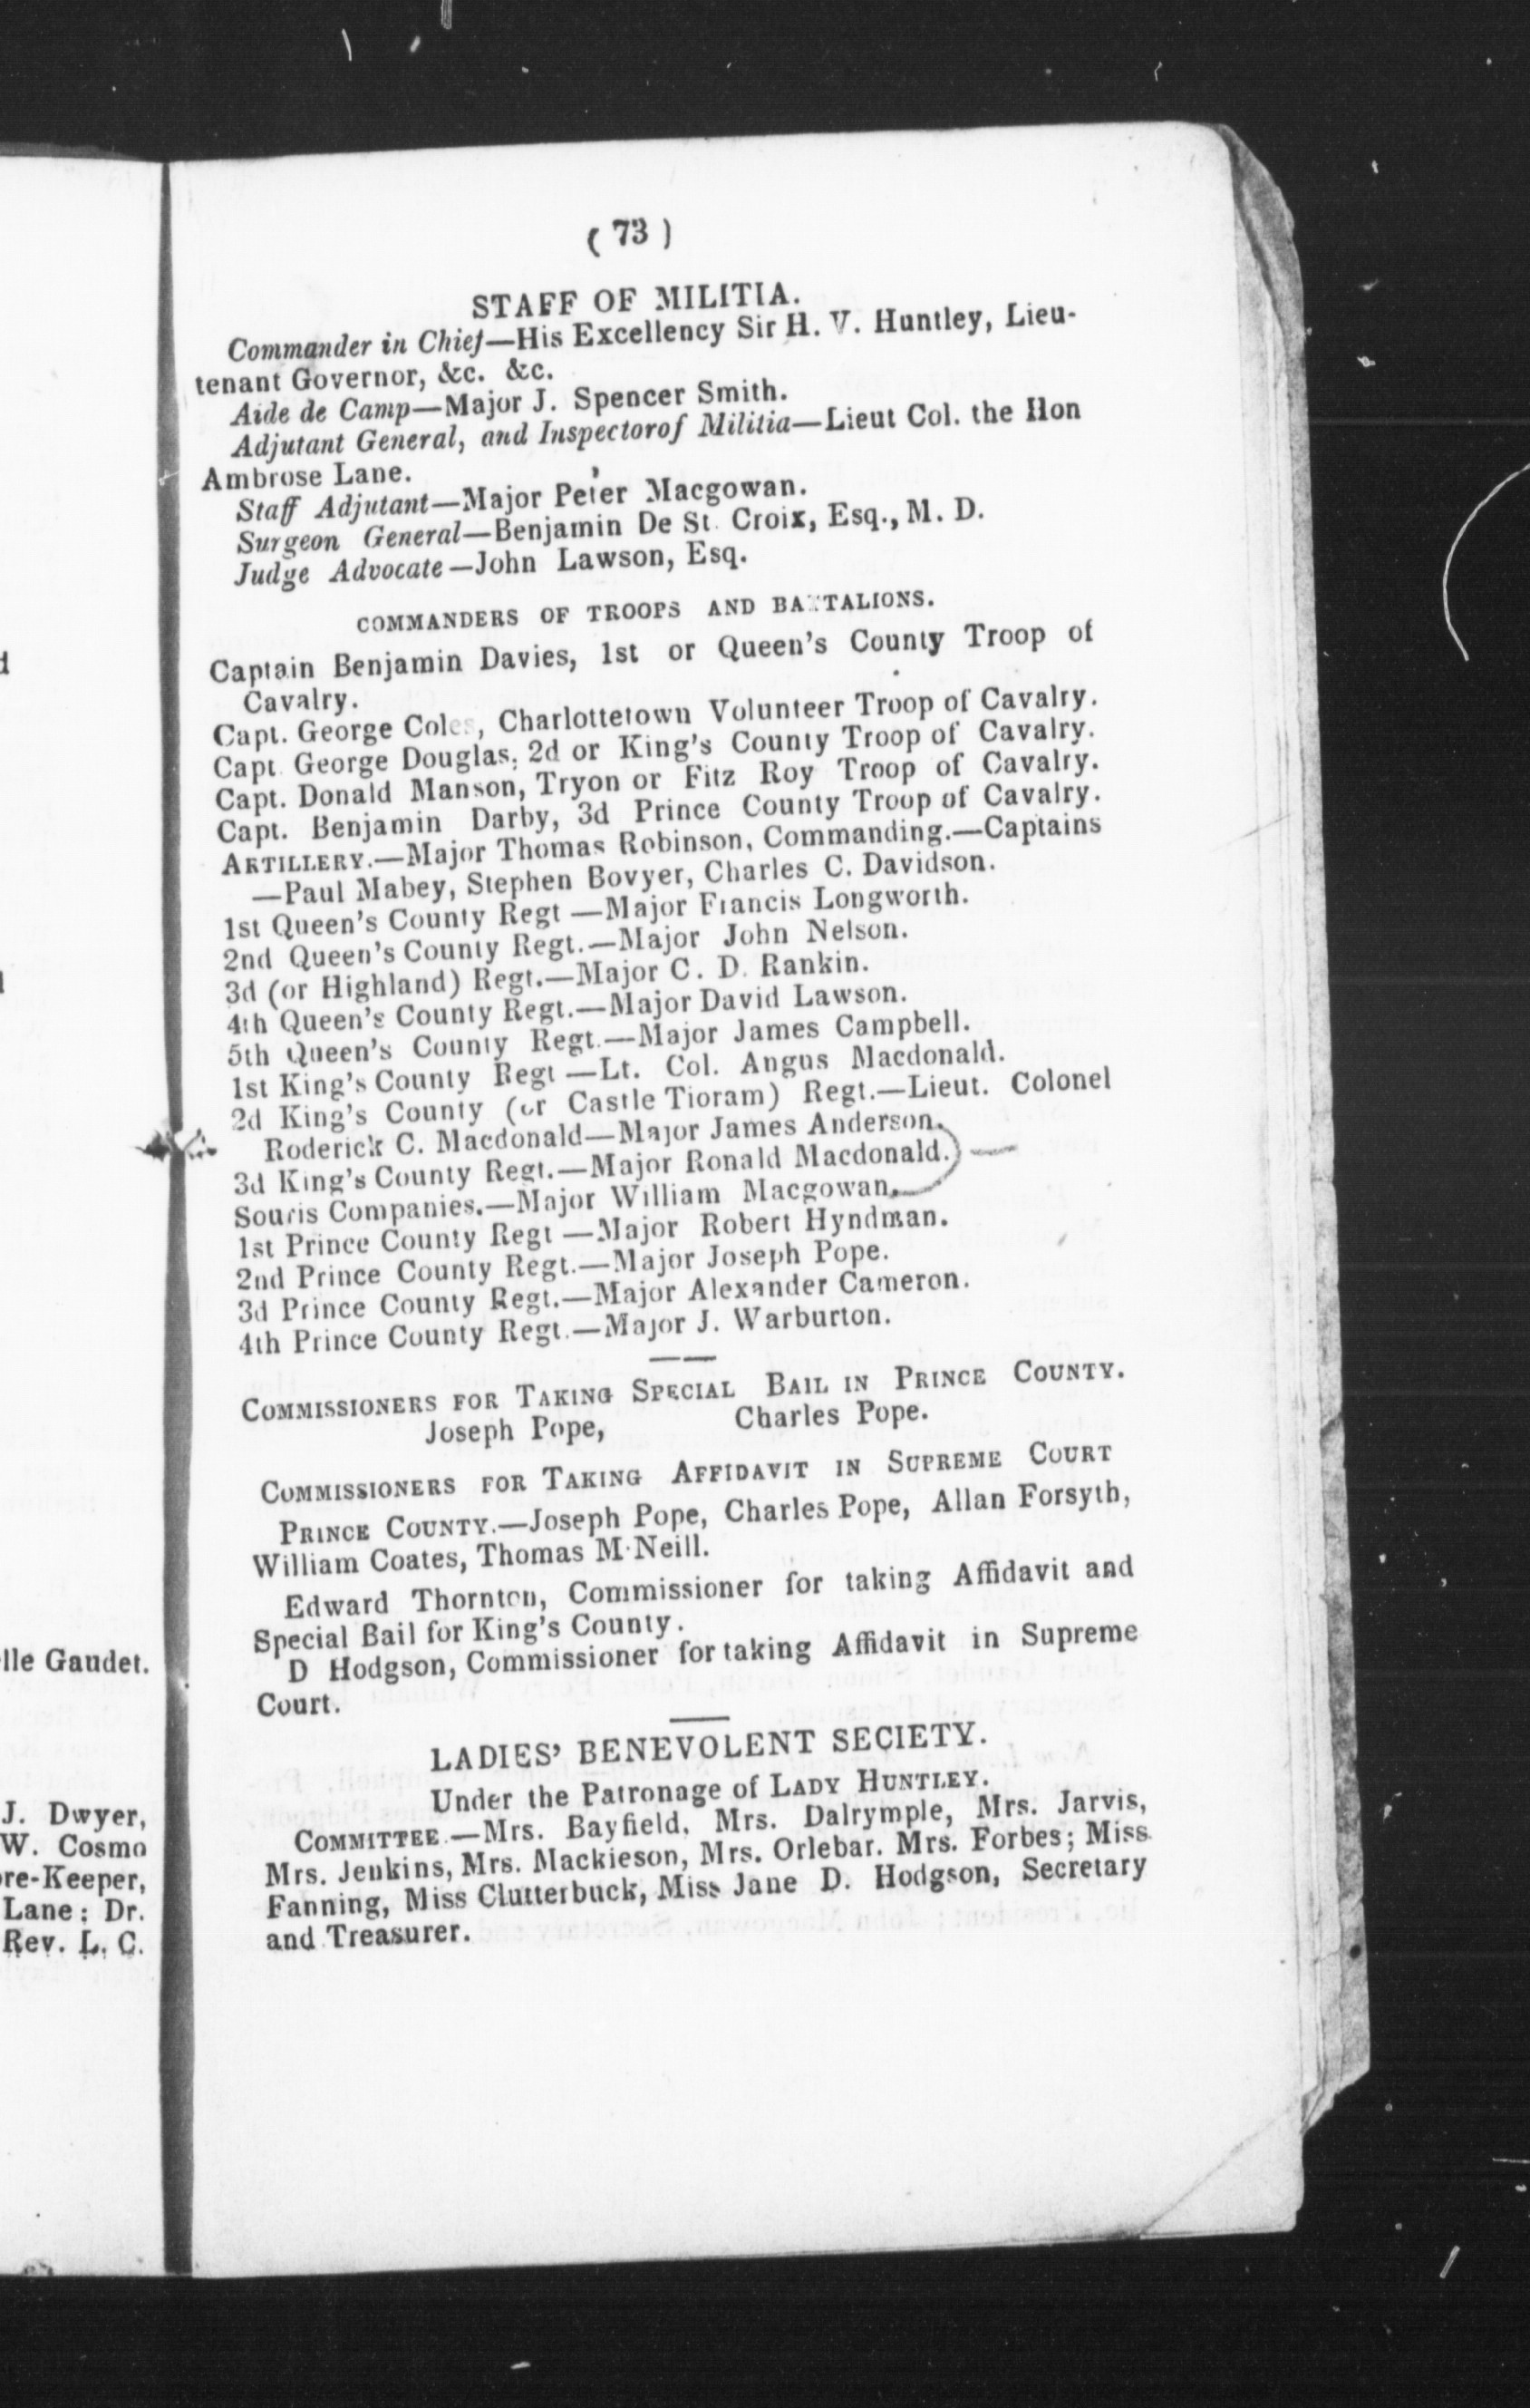 ( 73 )
STAFF OF MILITIA.
Commander in Chief—His Excellency Sir H. V. Huntley, Lieu-
tenant Governor, &c. &c.
Aide de Camp—Major J. Spencer Smith.
Adjutant General, and Inspectorof Militia—Lieut Col. the Hon
Ambrose Lane.
Staff Adjutant—Major Peter Macgowan.
Surgeon General—Benjamin De St. Croix, Esq., M. D.
Judge Advocate—John Lawson, Esq.
COMMANDERS OF TROOPS AND BATTALIONS.
Captain Benjamin Davies, 1st or Queen's County Troop of
Cavalry.
Capt. George Coles, Charlottetown Volunteer Troop of Cavalry.
Capt. George Douglas, 2d or King's County Troop of Cavalry.
Capt. Donald Manson, Tryon or Fitz Roy Troop of Cavalry.
Capt. Benjamin Darby, 3d Prince County Troop of Cavalry.
ARTILLERY.—Major Thomas Robinson, Commanding.—Captains
—Paul Mabey, Stephen Bovyer, Charles C. Davidson.
1st Queen's County Regt —Major Francis Longworth.
2nd Queen's County Regt.—Major John Nelson.
3d (or Highland) Regt.—Major C. D. Rankin.
4th Queen's County Regt.—Major David Lawson.
5th Queen's County Regt.—Major James Campbell.
1st King's County Regt —Lt. Col. Angus Macdonald.
2d King's County (or Castle Tioram) Regt.—Lieut. Colonel
Roderick C. Macdonald—Major James Anderson.
3d King's County Regt.—Major Ronald Macdonald.
Souris Companies.—Major William Macgowan.
1st Prince County Regt —Major Robert Hyndman.
2nd Prince County Regt.—Major Joseph Pope.
3d Prince County Regt.—Major Alexander Cameron.
4th Prince County Regt.—Major J. Warburton.
COMMISSIONERS FOR TAKING SPECIAL BAIL IN PRINCE COUNTY.
Joseph Pope, Charles Pope.
COMMISSIONERS FOR TAKING AFFIDAVIT IN SUPREME COURT
PRINCE COUNTY.—Joseph Pope, Charles Pope, Allan Forsyth,
William Coates, Thomas M·Neill.
Edward Thornton, Commissioner for taking Affidavit and
Special Bail for King's County.
D Hodgson, Commissioner for taking Affidavit in Supreme
Court.
LADIES' BENEVOLENT SECIETY.
Under the Patronage of LADY HUNTLEY.
COMMITTEE.—Mrs. Bayfield, Mrs. Dalrymple, Mrs. Jarvis,
Mrs. Jenkins, Mrs. Mackieson, Mrs. Orlebar. Mrs. Forbes; Miss
Fanning, Miss Clutterbuck, Miss Jane D. Hodgson, Secretary
and Treasurer.
lle Gaudet.
J. Dwyer,
W. Cosmo
re-Keeper,
Lane; Dr.
Rev. L. C.